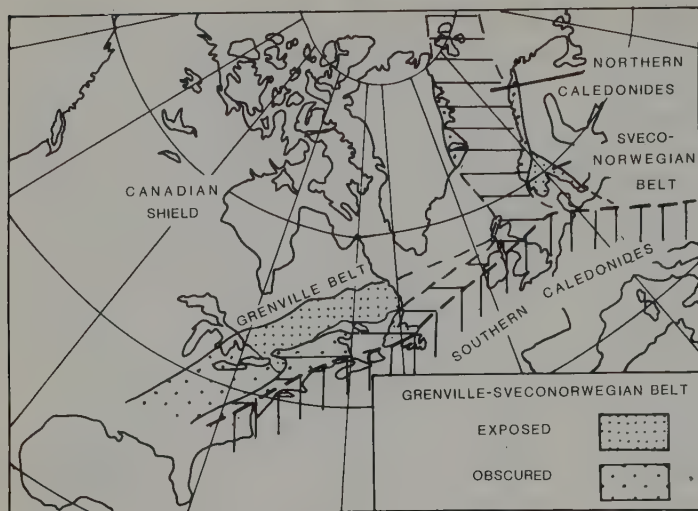 NORTHERN
CALEDONIDES
SVECO-
NORWEGIAN
BELT
CANADIAN
SHIELD
GRENVILLE BELT
SOUTHERN CALEDONIDES
GRENVILLE-SVECONORWEGIAN BELT
EXPOSED
OBSCURED